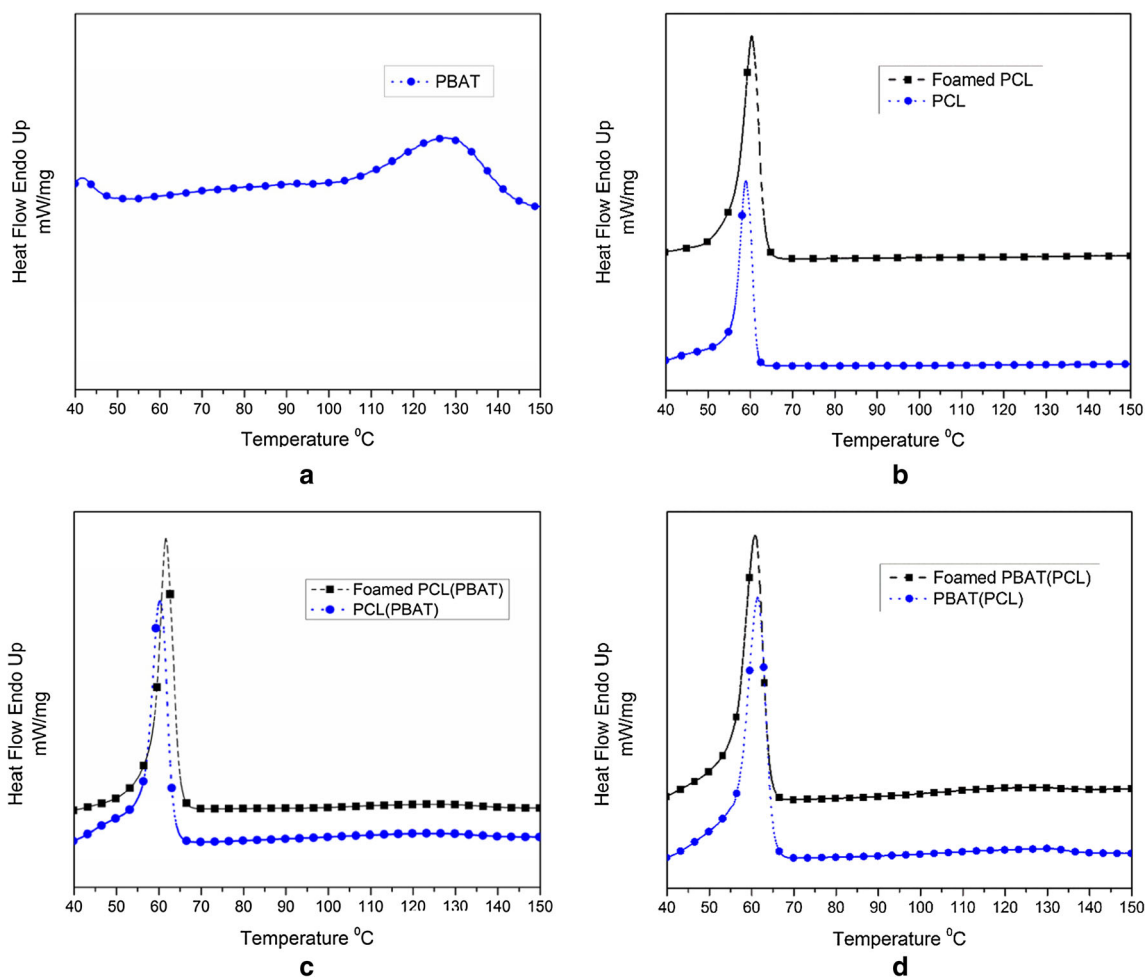 PBAT
Heat Flow Endo Up
mW/mg
40 50 60 70 80 90 100 110 120 130 140 150
Temperature ⁰C
a
Foamed PCL
PCL
Heat Flow Endo Up
mW/mg
40 50 60 70 80 90 100 110 120 130 140 150
Temperature ⁰C
b
Foamed PCL(PBAT)
PCL(PBAT)
Heat Flow Endo Up
mW/mg
40 50 60 70 80 90 100 110 120 130 140 150
Temperature ⁰C
c
Foamed PBAT(PCL)
PBAT(PCL)
Heat Flow Endo Up
mW/mg
40 50 60 70 80 90 100 110 120 130 140 150
Temperature ⁰C
d